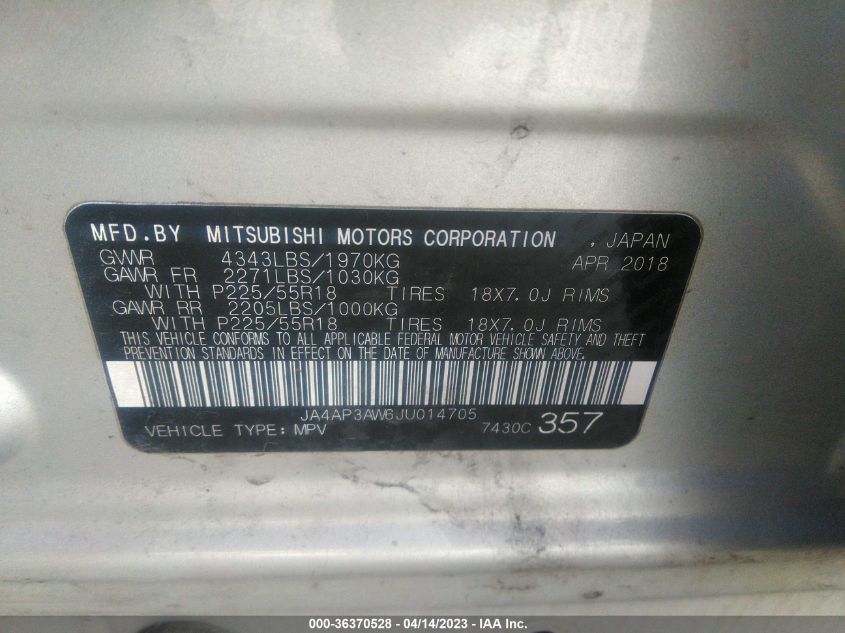 MFD.BY MITSUBISHI MOTORS CORPORATION , JAPAN
GVWR 4343LBS/1970KG APR 2018
GAWR FR 2271LBS/1030KG
WITH P225/55R18 TIRES 18X7.0J RIMS
GAWR RR 2205LBS/1000KG
WITH P225/55R18 TIRES 18X7.0J RIMS
THIS VEHICLE CONFORMS TO ALL APPLICABLE FEDERAL MOTOR VEHICLE SAFETY AND THEFT
PREVENTION STANDARDS IN EFFECT ON THE DATE OF MANUFACTURE SHOWN ABOVE.
JA4AP3AW6JU014705
VEHICLE TYPE: MPV 7430C 357
000-36370528 - 04/14/2023 - IAA Inc.